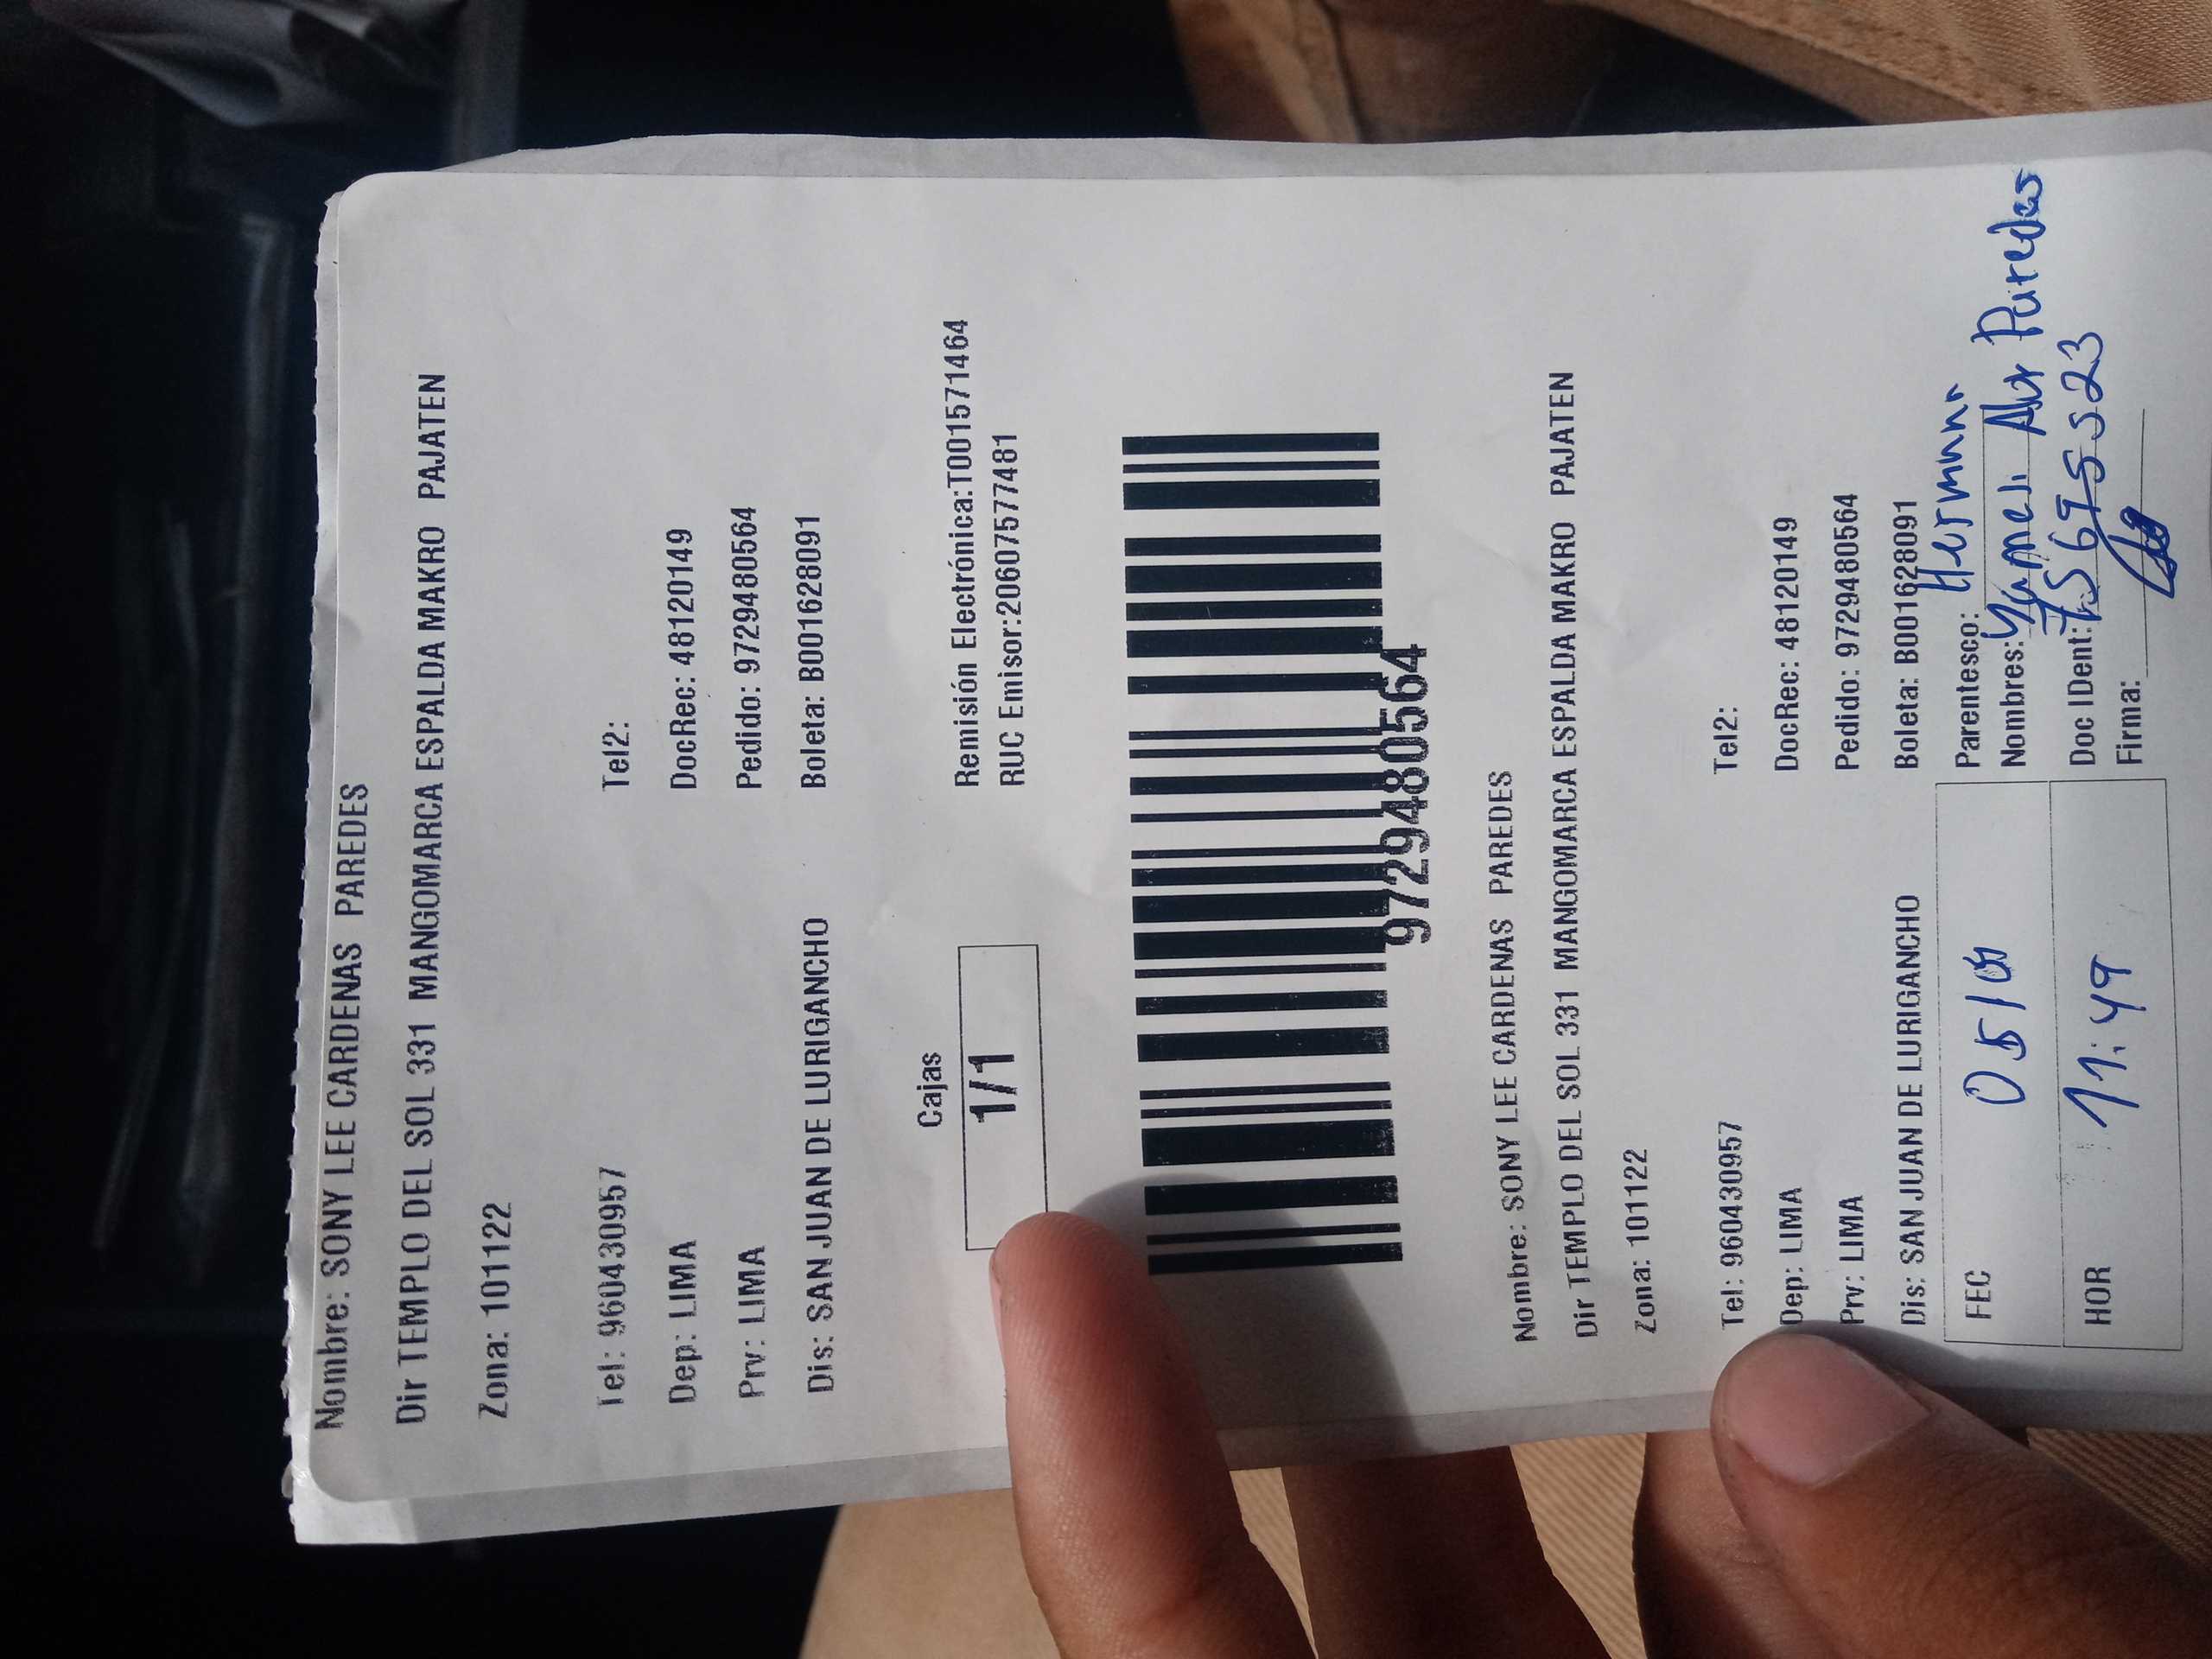 Nombre: SONY LEE CARDENAS PAREDES
Dir TEMPLO DEL SOL 331 MANGOMARCA ESPALDA MAKRO PAJATEN
Zona: 101122
Tel: 960430957 Tel2:
Dep: LIMA DocRec: 48120149
Prv: LIMA Pedido: 9729480564
Dis: SAN JUAN DE LURIGANCHO Boleta: B001628091
Cajas
1/1
Remisión Electrónica:T001571464
RUC Emisor:20607577481
9729480564
Nombre: SONY LEE CARDENAS PAREDES
Dir TEMPLO DEL SOL 331 MANGOMARCA ESPALDA MAKRO PAJATEN
Zona: 101122
Tel: 960430957 Tel2:
Dep: LIMA DocRec: 48120149
Prv: LIMA Pedido: 9729480564
Dis: SAN JUAN DE LURIGANCHO Boleta: B001628091
FEC
Parentesco: Hermana
Nombres: Paredes
HOR 11:49
Doc IDent:
Firma: